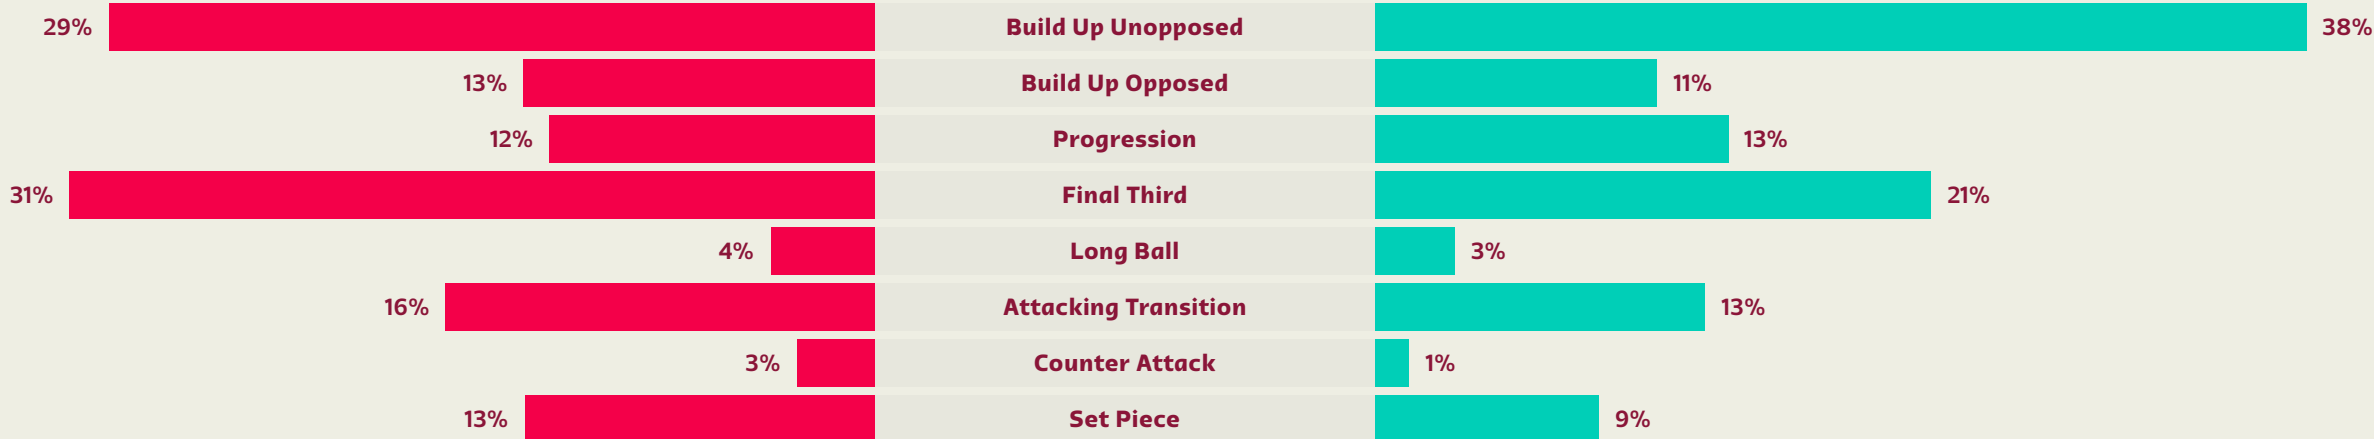 29% Build Up Unopposed 38%
13% Build Up Opposed 11%
12% Progression 13%
31% Final Third 21%
4% Long Ball 3%
16% Attacking Transition 13%
3% Counter Attack 1%
13% Set Piece 9%